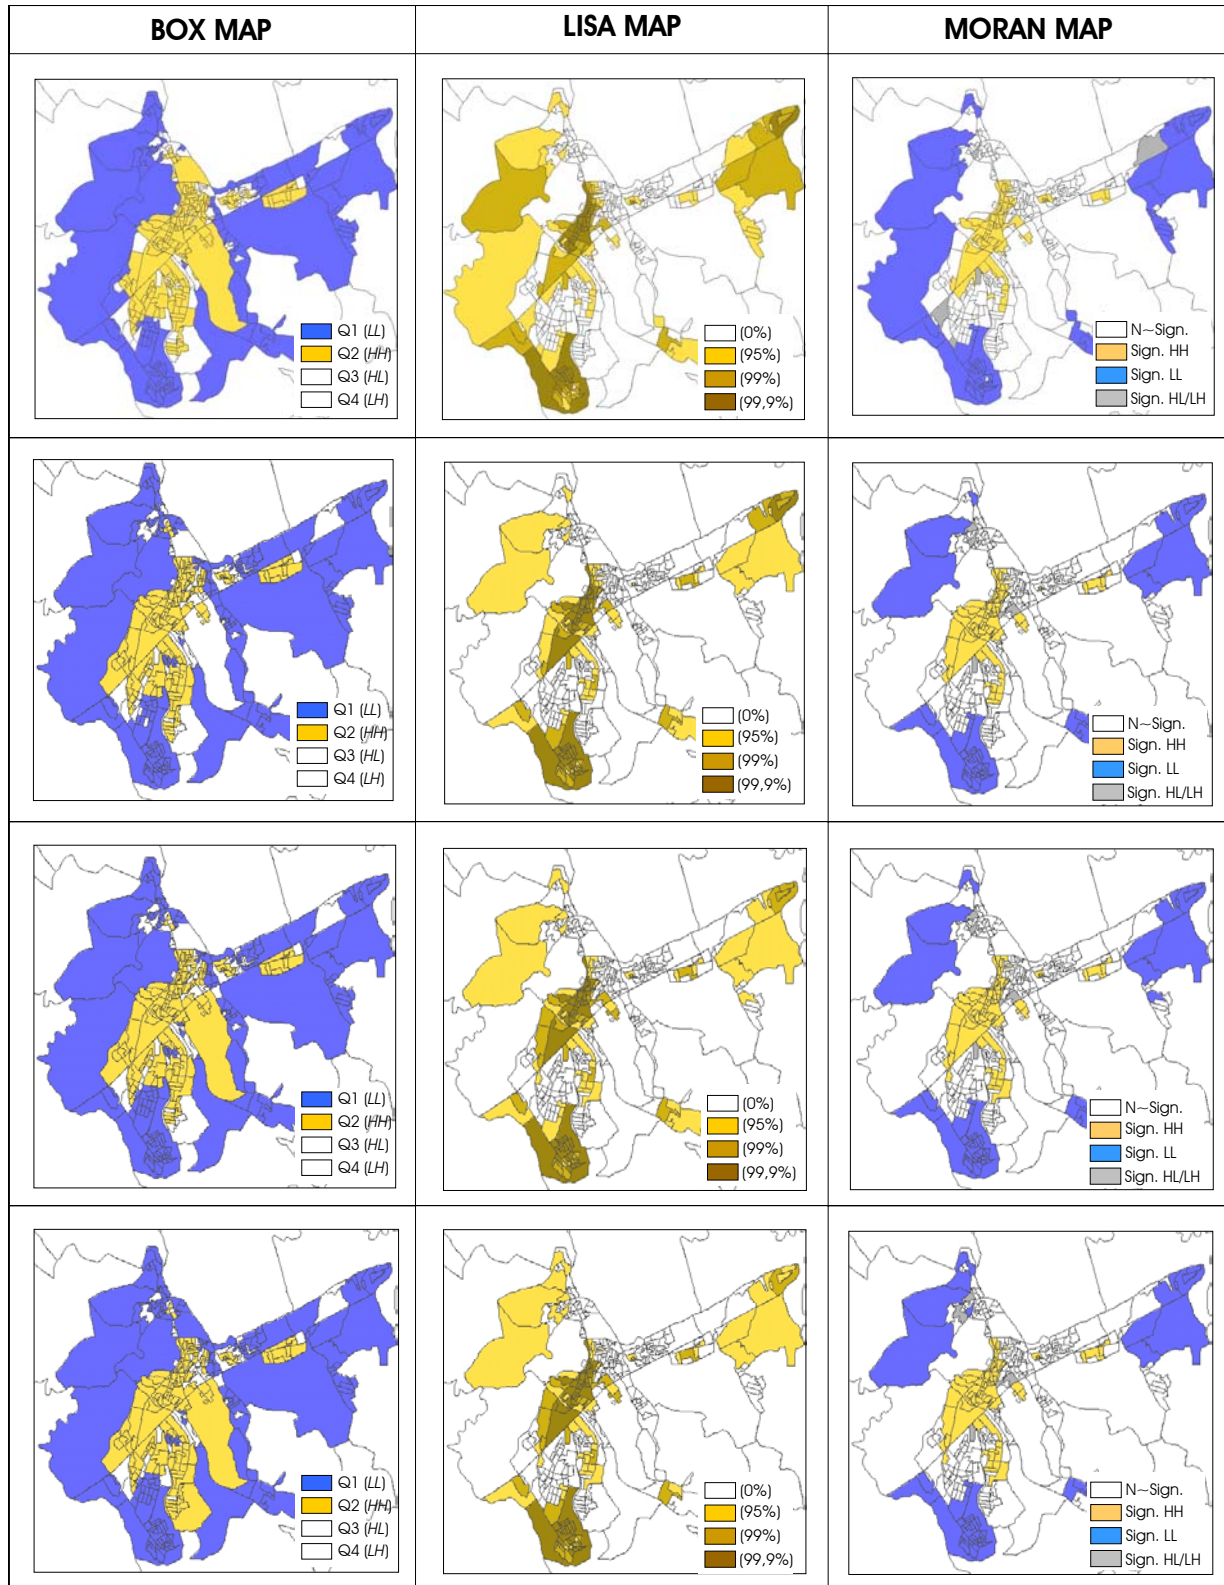 BOX MAP
LISA MAP
MORAN MAP
Q1 (LL)
Q2 (HH)
Q3 (HL)
Q4 (LH)
(0%)
(95%)
(99%)
(99,9%)
N~Sign.
Sign. HH
Sign. LL
Sign. HL/LH
Q1 (LL)
Q2 (HH)
Q3 (HL)
Q4 (LH)
(0%)
(95%)
(99%)
(99,9%)
N~Sign.
Sign. HH
Sign. LL
Sign. HL/LH
Q1 (LL)
Q2 (HH)
Q3 (HL)
Q4 (LH)
(0%)
(95%)
(99%)
(99,9%)
N~Sign.
Sign. HH
Sign. LL
Sign. HL/LH
Q1 (LL)
Q2 (HH)
Q3 (HL)
Q4 (LH)
(0%)
(95%)
(99%)
(99,9%)
N~Sign.
Sign. HH
Sign. LL
Sign. HL/LH